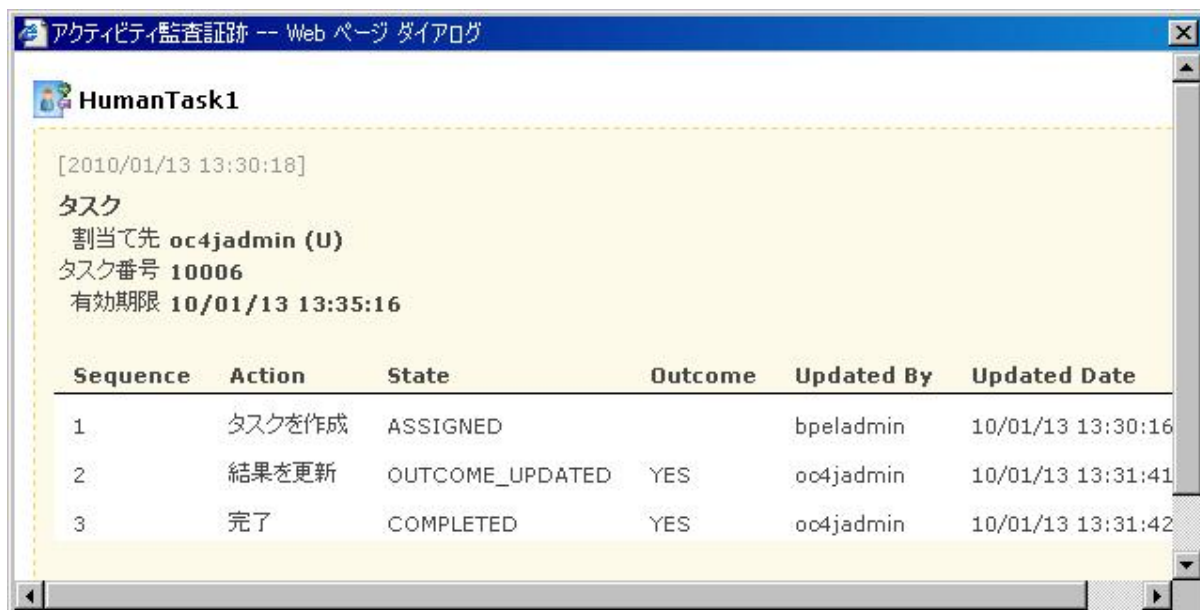 アクティビティ監査証跡 -- Web ページ ダイアログ
HumanTask1
[2010/01/13 13:30:18]
タスク
割当て先 oc4jadmin (U)
タスク番号 10006
有効期限 10/01/13 13:35:16
Sequence Action State Outcome Updated By Updated Date
1 タスクを作成 ASSIGNED bpeladmin 10/01/13 13:30:16
2 結果を更新 OUTCOME_UPDATED YES oc4jadmin 10/01/13 13:31:41
3 完了 COMPLETED YES oc4jadmin 10/01/13 13:31:42